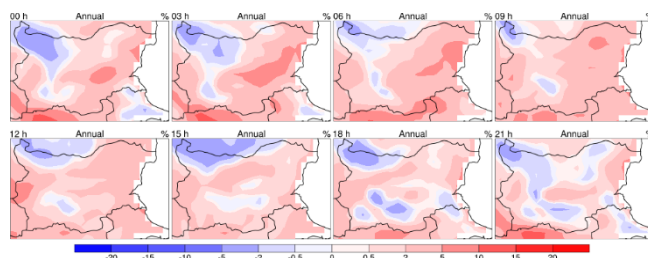 00 h Annual % 03 h Annual % 06 h Annual % 09 h Annual %
12 h Annual % 15 h Annual % 18 h Annual % 21 h Annual %
-20 -15 -10 -5 -2 -0.5 0 0.5 2 5 10 15 20